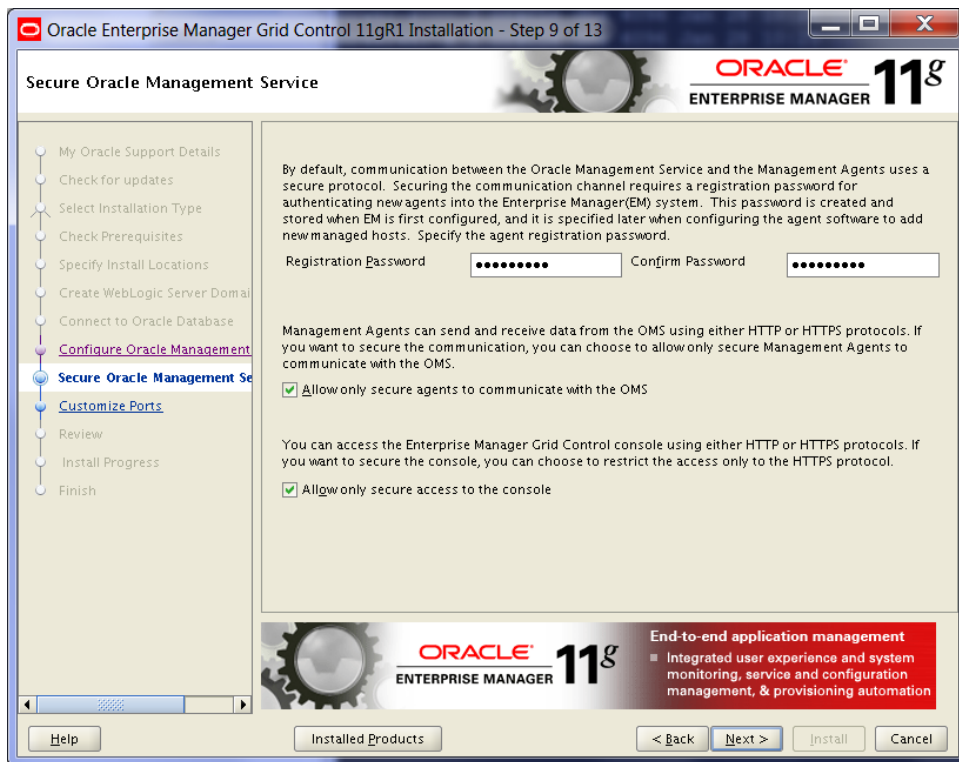 Oracle Enterprise Manager Grid Control 11gR1 Installation - Step 9 of 13
Secure Oracle Management Service
ORACLE
ENTERPRISE MANAGER 11g
My Oracle Support Details
Check for updates
Select Installation Type
Check Prerequisites
Specify Install Locations
Create WebLogic Server Domai
Connect to Oracle Database
Configure Oracle Management
Secure Oracle Management Se
Customize Ports
Review
Install Progress
Finish
By default, communication between the Oracle Management Service and the Management Agents uses a
secure protocol. Securing the communication channel requires a registration password for
authenticating new agents into the Enterprise Manager(EM) system. This password is created and
stored when EM is first configured, and it is specified later when configuring the agent software to add
new managed hosts. Specify the agent registration password.
Registration Password ●●●●●●●●● Confirm Password ●●●●●●●●●
Management Agents can send and receive data from the OMS using either HTTP or HTTPS protocols. If
you want to secure the communication, you can choose to allow only secure Management Agents to
communicate with the OMS.
Allow only secure agents to communicate with the OMS
You can access the Enterprise Manager Grid Control console using either HTTP or HTTPS protocols. If
you want to secure the console, you can choose to restrict the access only to the HTTPS protocol.
Allow only secure access to the console
ORACLE
ENTERPRISE MANAGER 11g
End-to-end application management
Integrated user experience and system
monitoring, service and configuration
management, & provisioning automation
Help Installed Products < Back Next > Install Cancel